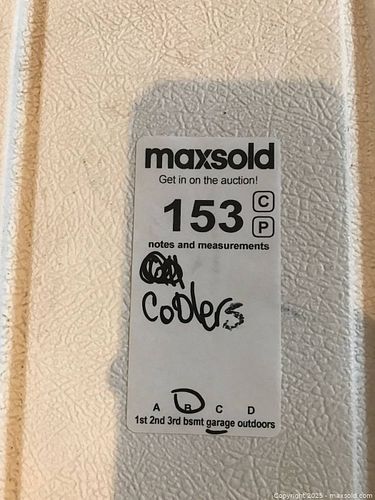 maxsold
Get in on the auction!
153 C
P
notes and measurements
Coolers
A B C D
1st 2nd 3rd bsmt garage outdoors
Copyright 2025 - maxsold.com